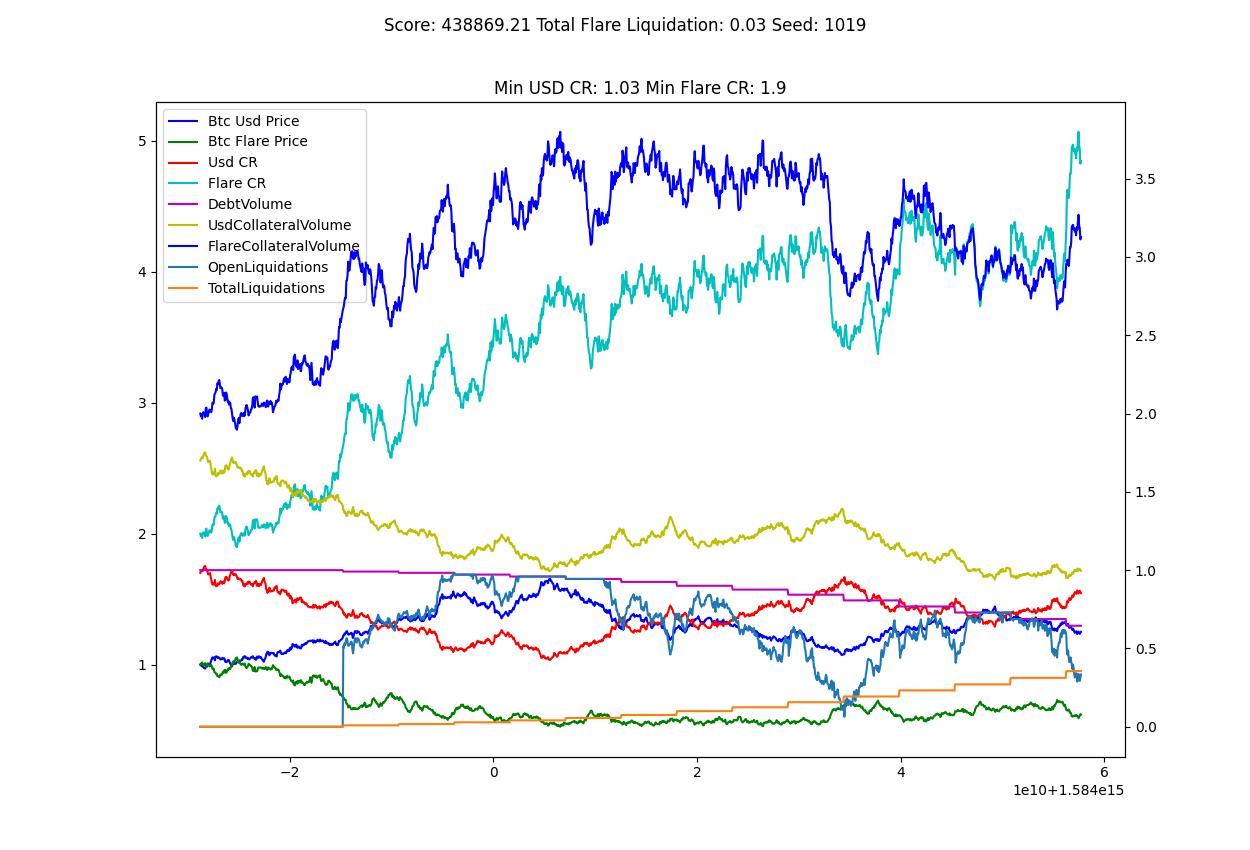 Score: 438869.21 Total Flare Liquidation: 0.03 Seed: 1019
Min USD CR: 1.03 Min Flare CR: 1.9
Btc Usd Price
Btc Flare Price
Usd CR
Flare CR
DebtVolume
UsdCollateralVolume
FlareCollateralVolume
OpenLiquidations
TotalLiquidations
5
4
3
2
1
3.5
3.0
2.5
2.0
1.5
1.0
0.5
0.0
−2
0
2
4
6
1e10+1.584e15